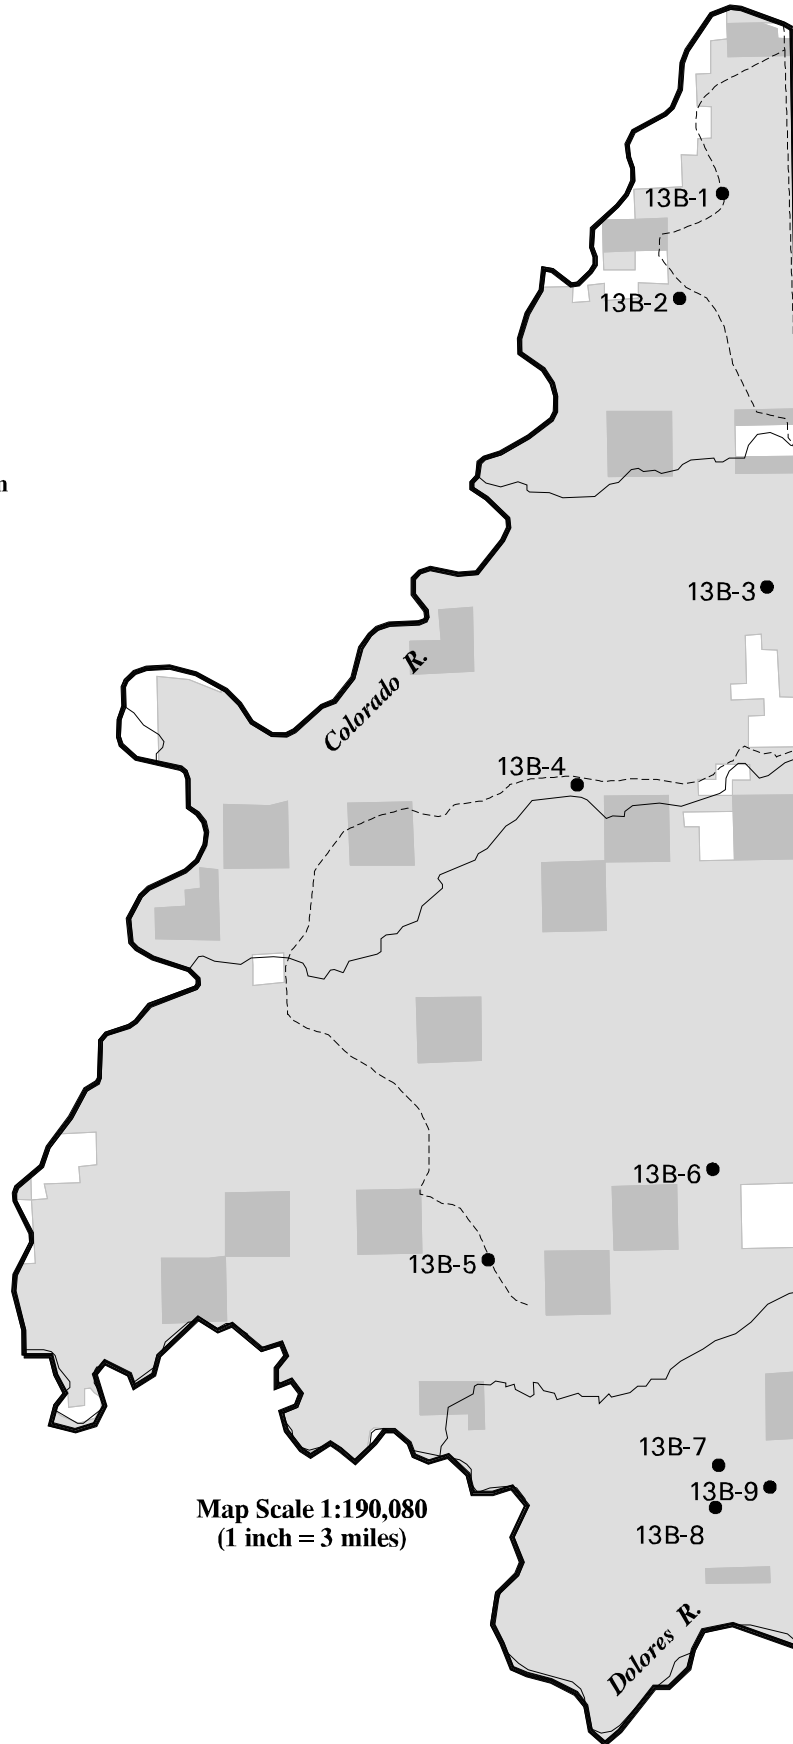 13B-1
13B-2
13B-3
Colorado R.
13B-4
13B-6
13B-5
13B-7
13B-9
13B-8
Map Scale 1:190,080
(1 inch = 3 miles)
Dolores R.